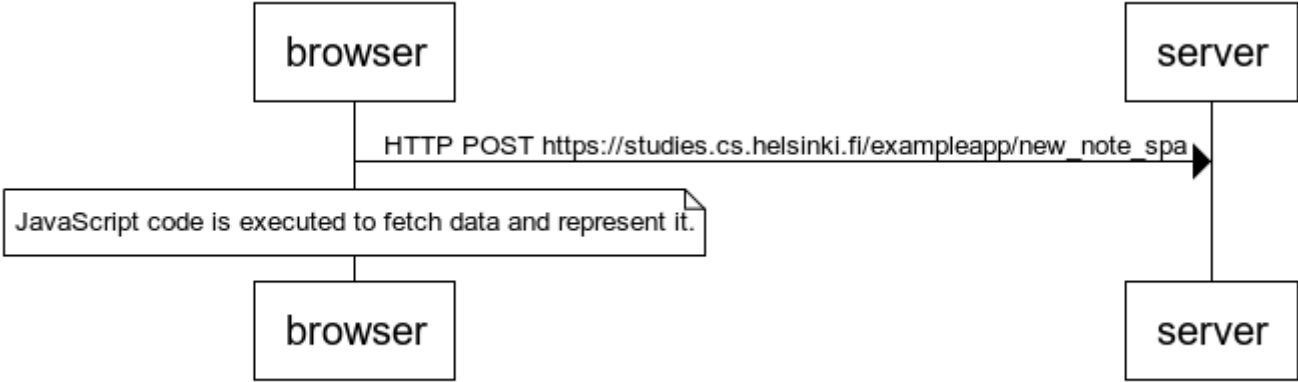 browser
server
HTTP POST https://studies.cs.helsinki.fi/exampleapp/new_note_spa
JavaScript code is executed to fetch data and represent it.
browser
server